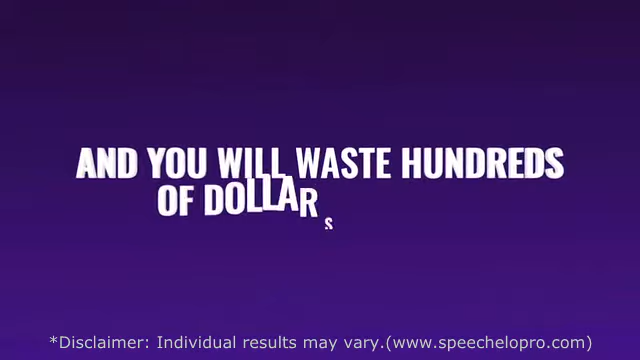 AND YOU WILL WASTE HUNDREDS
OF DOLLARS
*Disclaimer: Individual results may vary.(www.speechelopro.com)